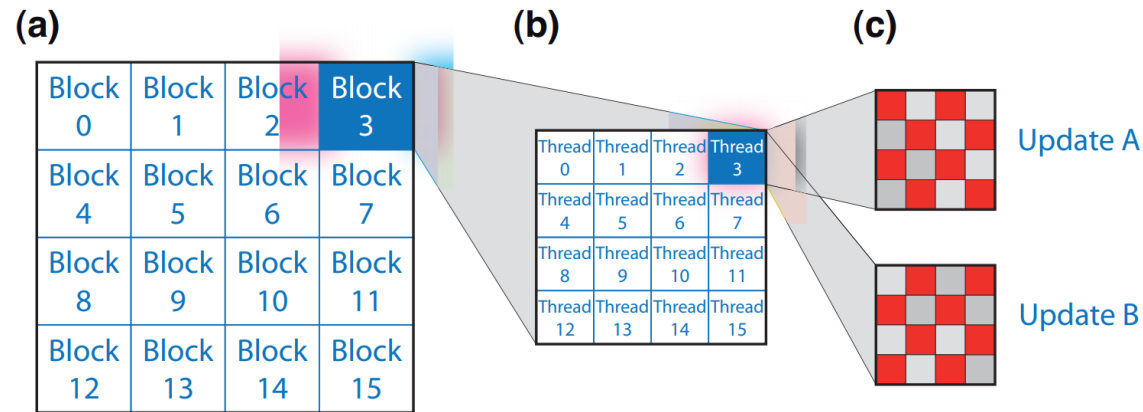 (a)
(b)
(c)
Block Block Block Block
0 1 2 3
Block Block Block Block
4 5 6 7
Block Block Block Block
8 9 10 11
Block Block Block Block
12 13 14 15
Thread Thread Thread Thread
0 1 2 3
Thread Thread Thread Thread
4 5 6 7
Thread Thread Thread Thread
8 9 10 11
Thread Thread Thread Thread
12 13 14 15
Update A
Update B